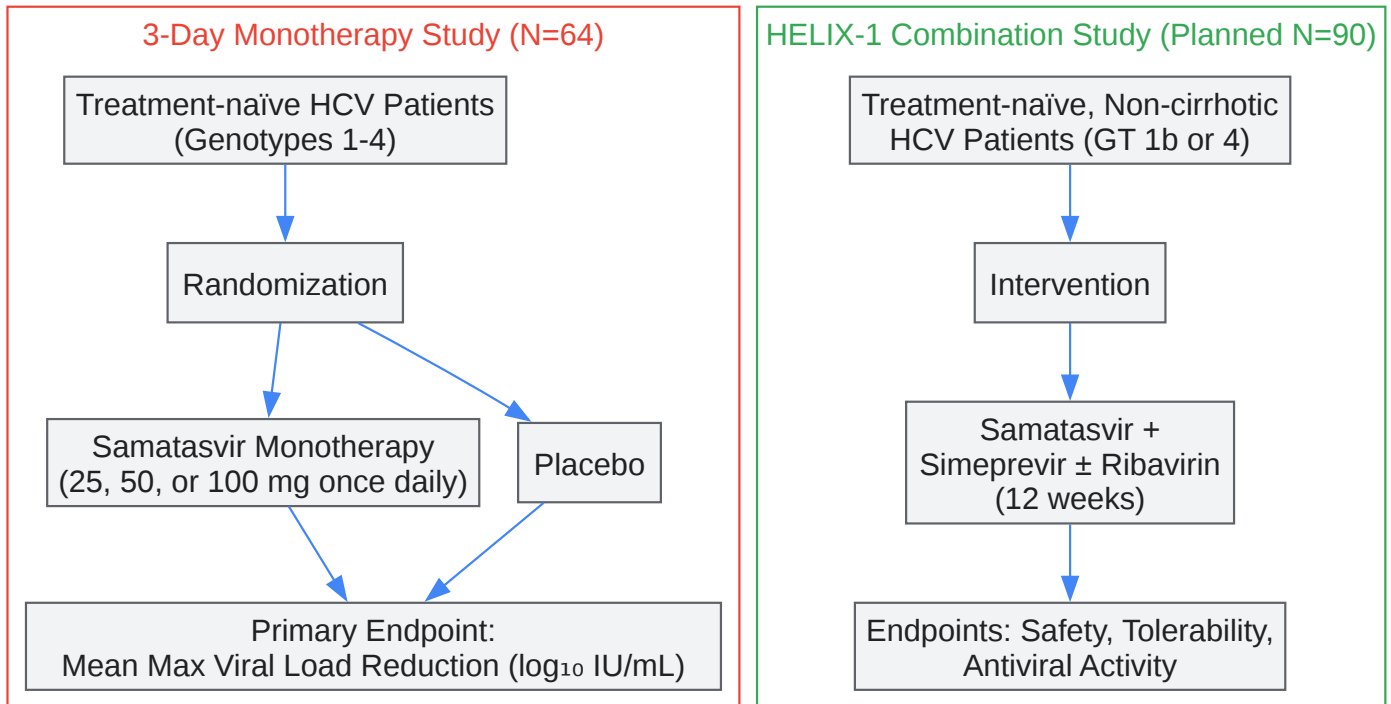 3-Day Monotherapy Study (N=64)
Treatment-naïve HCV Patients
(Genotypes 1-4)
Randomization
Samatasvir Monotherapy
(25, 50, or 100 mg once daily)
Placebo
Primary Endpoint:
Mean Max Viral Load Reduction (log₁₀ IU/mL)
HELIX-1 Combination Study (Planned N=90)
Treatment-naïve, Non-cirrhotic
HCV Patients (GT 1b or 4)
Intervention
Samatasvir +
Simeprevir ± Ribavirin
(12 weeks)
Endpoints: Safety, Tolerability,
Antiviral Activity